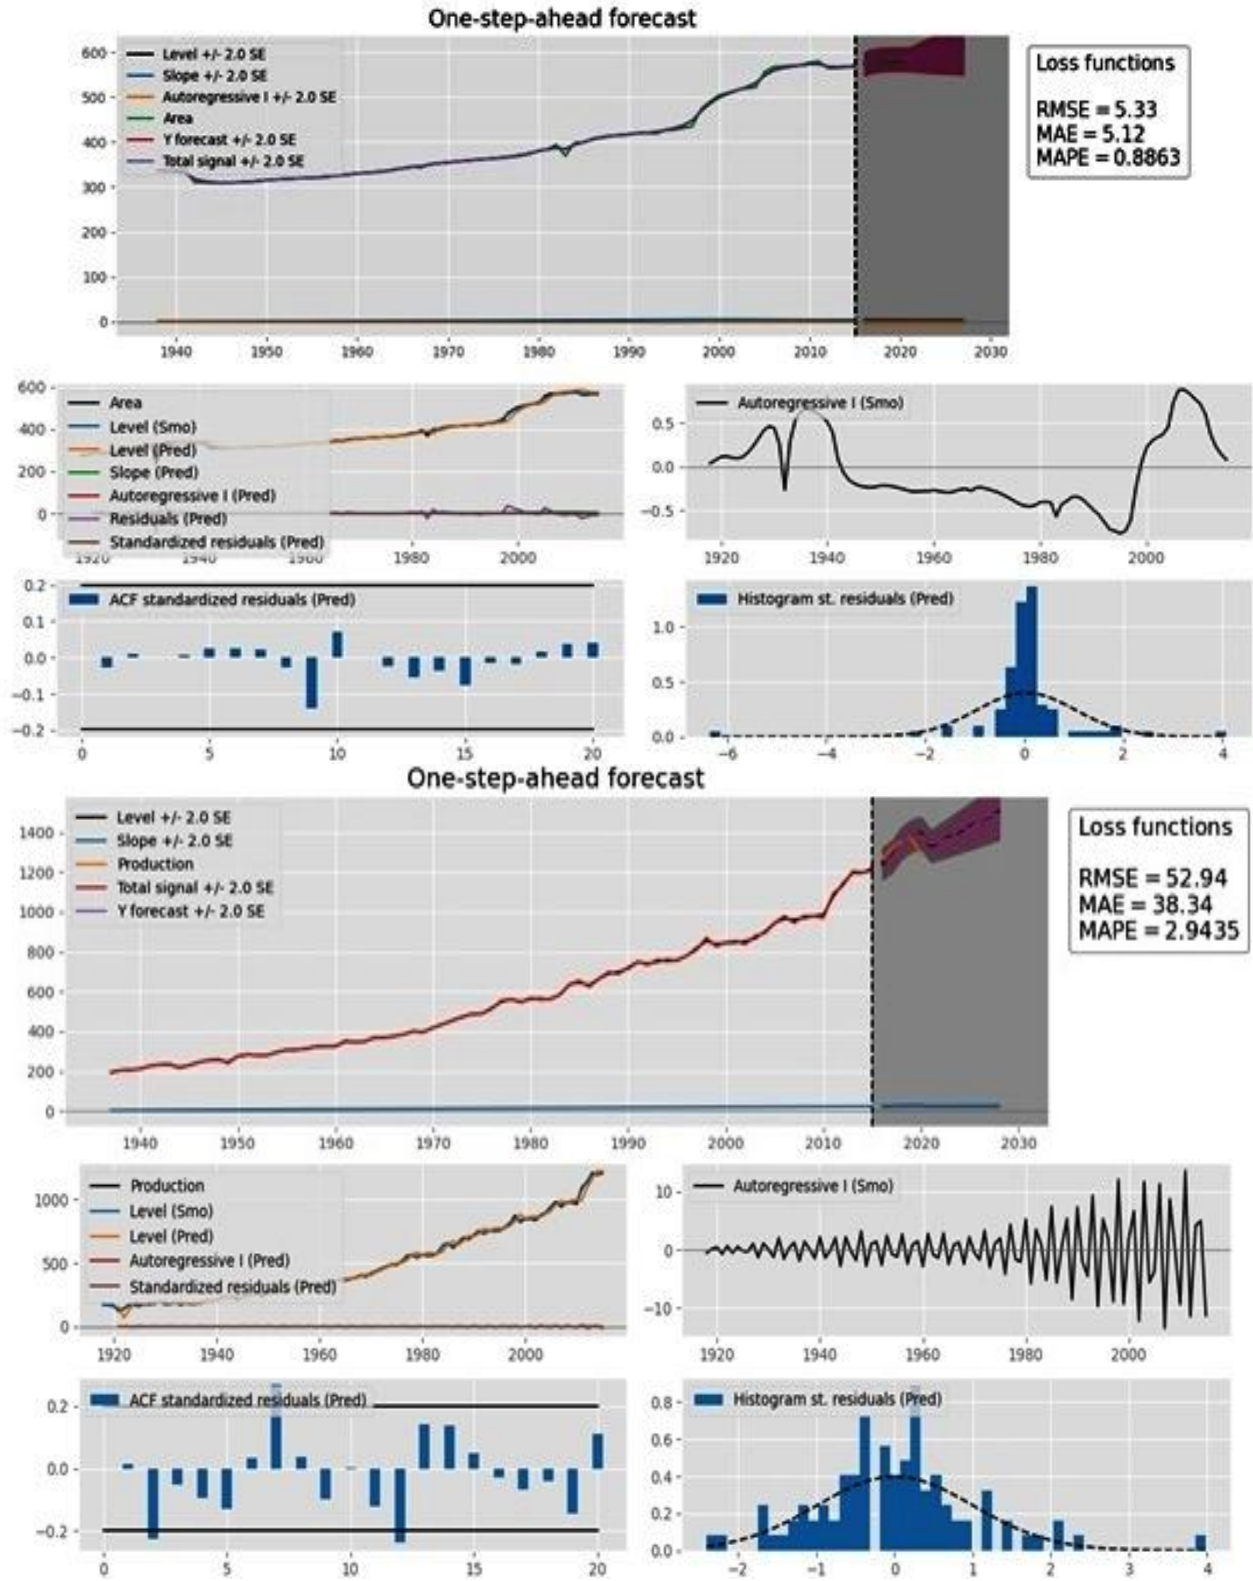 One-step-ahead forecast
Level +/- 2.0 SE
Slope +/- 2.0 SE
Autoregressive I +/- 2.0 SE
Area
Y forecast +/- 2.0 SE
Total signal +/- 2.0 SE
600
500
400
300
200
100
0
1940 1950 1960 1970 1980 1990 2000 2010 2020 2030
Loss functions
RMSE = 5.33
MAE = 5.12
MAPE = 0.8863
600
400
200
0
Area
Level (Smo)
Level (Pred)
Slope (Pred)
Autoregressive I (Pred)
Residuals (Pred)
Standardized residuals (Pred)
1920 1940 1960 1980 2000
Autoregressive I (Smo)
0.5
0.0
−0.5
1920 1940 1960 1980 2000
ACF standardized residuals (Pred)
0.2
0.1
0.0
−0.1
−0.2
0 5 10 15 20
Histogram st. residuals (Pred)
1.0
0.5
0.0
−6 −4 −2 0 2 4
One-step-ahead forecast
Level +/- 2.0 SE
Slope +/- 2.0 SE
Production
Total signal +/- 2.0 SE
Y forecast +/- 2.0 SE
1400
1200
1000
800
600
400
200
0
1940 1950 1960 1970 1980 1990 2000 2010 2020 2030
Loss functions
RMSE = 52.94
MAE = 38.34
MAPE = 2.9435
1000
500
0
Production
Level (Smo)
Level (Pred)
Autoregressive I (Pred)
Standardized residuals (Pred)
1920 1940 1960 1980 2000
Autoregressive I (Smo)
10
0
−10
1920 1940 1960 1980 2000
ACF standardized residuals (Pred)
0.2
0.0
−0.2
0 5 10 15 20
Histogram st. residuals (Pred)
0.8
0.6
0.4
0.2
0.0
−2 −1 0 1 2 3 4